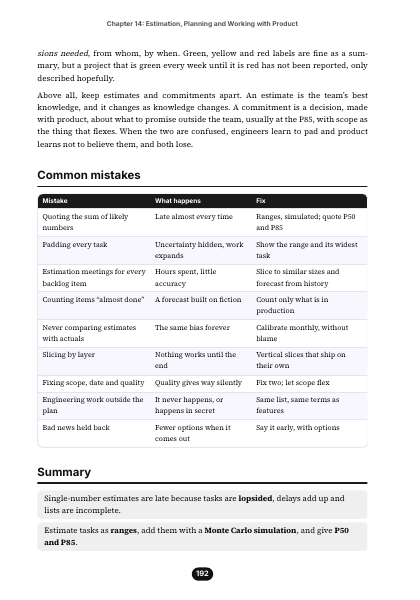 Chapter 14: Estimation, Planning and Working with Product
sions needed, from whom, by when. Green, yellow and red labels are fine as a sum-
mary, but a project that is green every week until it is red has not been reported, only
described hopefully.
Above all, keep estimates and commitments apart. An estimate is the team's best
knowledge, and it changes as knowledge changes. A commitment is a decision, made
with product, about what to promise outside the team, usually at the P85, with scope as
the thing that flexes. When the two are confused, engineers learn to pad and product
learns not to believe them, and both lose.
Common mistakes
Mistake What happens Fix
Quoting the sum of likely Late almost every time Ranges, simulated; quote P50
numbers and P85
Padding every task Uncertainty hidden, work Show the range and its widest
expands task
Estimation meetings for every Hours spent, little Slice to similar sizes and
backlog item accuracy forecast from history
Counting items “almost done” A forecast built on fiction Count only what is in
production
Never comparing estimates The same bias forever Calibrate monthly, without
with actuals blame
Slicing by layer Nothing works until the Vertical slices that ship on
end their own
Fixing scope, date and quality Quality gives way silently Fix two; let scope flex
Engineering work outside the It never happens, or Same list, same terms as
plan happens in secret features
Bad news held back Fewer options when it Say it early, with options
comes out
Summary
Single-number estimates are late because tasks are lopsided, delays add up and
lists are incomplete.
Estimate tasks as ranges, add them with a Monte Carlo simulation, and give P50
and P85.
192